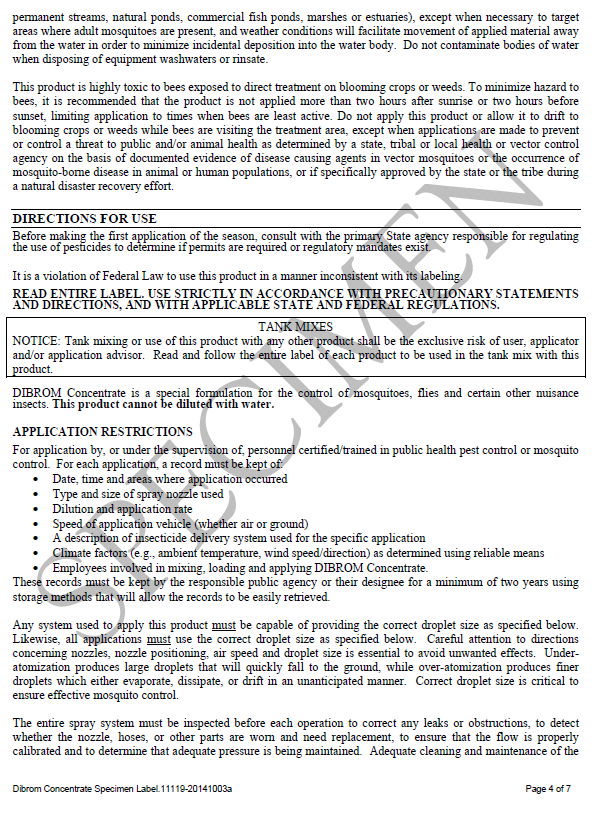 permanent streams, natural ponds, commercial fish ponds, marshes or estuaries), except when necessary to target
areas where adult mosquitoes are present, and weather conditions will facilitate movement of applied material away
from the water in order to minimize incidental deposition into the water body.  Do not contaminate bodies of water
when disposing of equipment washwaters or rinsate.

This product is highly toxic to bees exposed to direct treatment on blooming crops or weeds. To minimize hazard to
bees, it is recommended that the product is not applied more than two hours after sunrise or two hours before
sunset, limiting application to times when bees are least active. Do not apply this product or allow it to drift to
blooming crops or weeds while bees are visiting the treatment area, except when applications are made to prevent
or control a threat to public and/or animal health as determined by a state, tribal or local health or vector control
agency on the basis of documented evidence of disease causing agents in vector mosquitoes or the occurrence of
mosquito-borne disease in animal or human populations, or if specifically approved by the state or the tribe during
a natural disaster recovery effort.

DIRECTIONS FOR USE
Before making the first application of the season, consult with the primary State agency responsible for regulating
the use of pesticides to determine if permits are required or regulatory mandates exist.

It is a violation of Federal Law to use this product in a manner inconsistent with its labeling.
READ ENTIRE LABEL. USE STRICTLY IN ACCORDANCE WITH PRECAUTIONARY STATEMENTS
AND DIRECTIONS, AND WITH APPLICABLE STATE AND FEDERAL REGULATIONS.

TANK MIXES
NOTICE: Tank mixing or use of this product with any other product shall be the exclusive risk of user, applicator
and/or application advisor.  Read and follow the entire label of each product to be used in the tank mix with this
product.

DIBROM Concentrate is a special formulation for the control of mosquitoes, flies and certain other nuisance
insects. This product cannot be diluted with water.

APPLICATION RESTRICTIONS
For application by, or under the supervision of, personnel certified/trained in public health pest control or mosquito
control.  For each application, a record must be kept of:
• Date, time and areas where application occurred
• Type and size of spray nozzle used
• Dilution and application rate
• Speed of application vehicle (whether air or ground)
• A description of insecticide delivery system used for the specific application
• Climate factors (e.g., ambient temperature, wind speed/direction) as determined using reliable means
• Employees involved in mixing, loading and applying DIBROM Concentrate.
These records must be kept by the responsible public agency or their designee for a minimum of two years using
storage methods that will allow the records to be easily retrieved.

Any system used to apply this product must be capable of providing the correct droplet size as specified below.
Likewise, all applications must use the correct droplet size as specified below.  Careful attention to directions
concerning nozzles, nozzle positioning, air speed and droplet size is essential to avoid unwanted effects.  Under-
atomization produces large droplets that will quickly fall to the ground, while over-atomization produces finer
droplets which either evaporate, dissipate, or drift in an unanticipated manner.  Correct droplet size is critical to
ensure effective mosquito control.

The entire spray system must be inspected before each operation to correct any leaks or obstructions, to detect
whether the nozzle, hoses, or other parts are worn and need replacement, to ensure that the flow is properly
calibrated and to determine that adequate pressure is being maintained.  Adequate cleaning and maintenance of the

Dibrom Concentrate Specimen Label.11119-20141003a Page 4 of 7
SPECIMEN